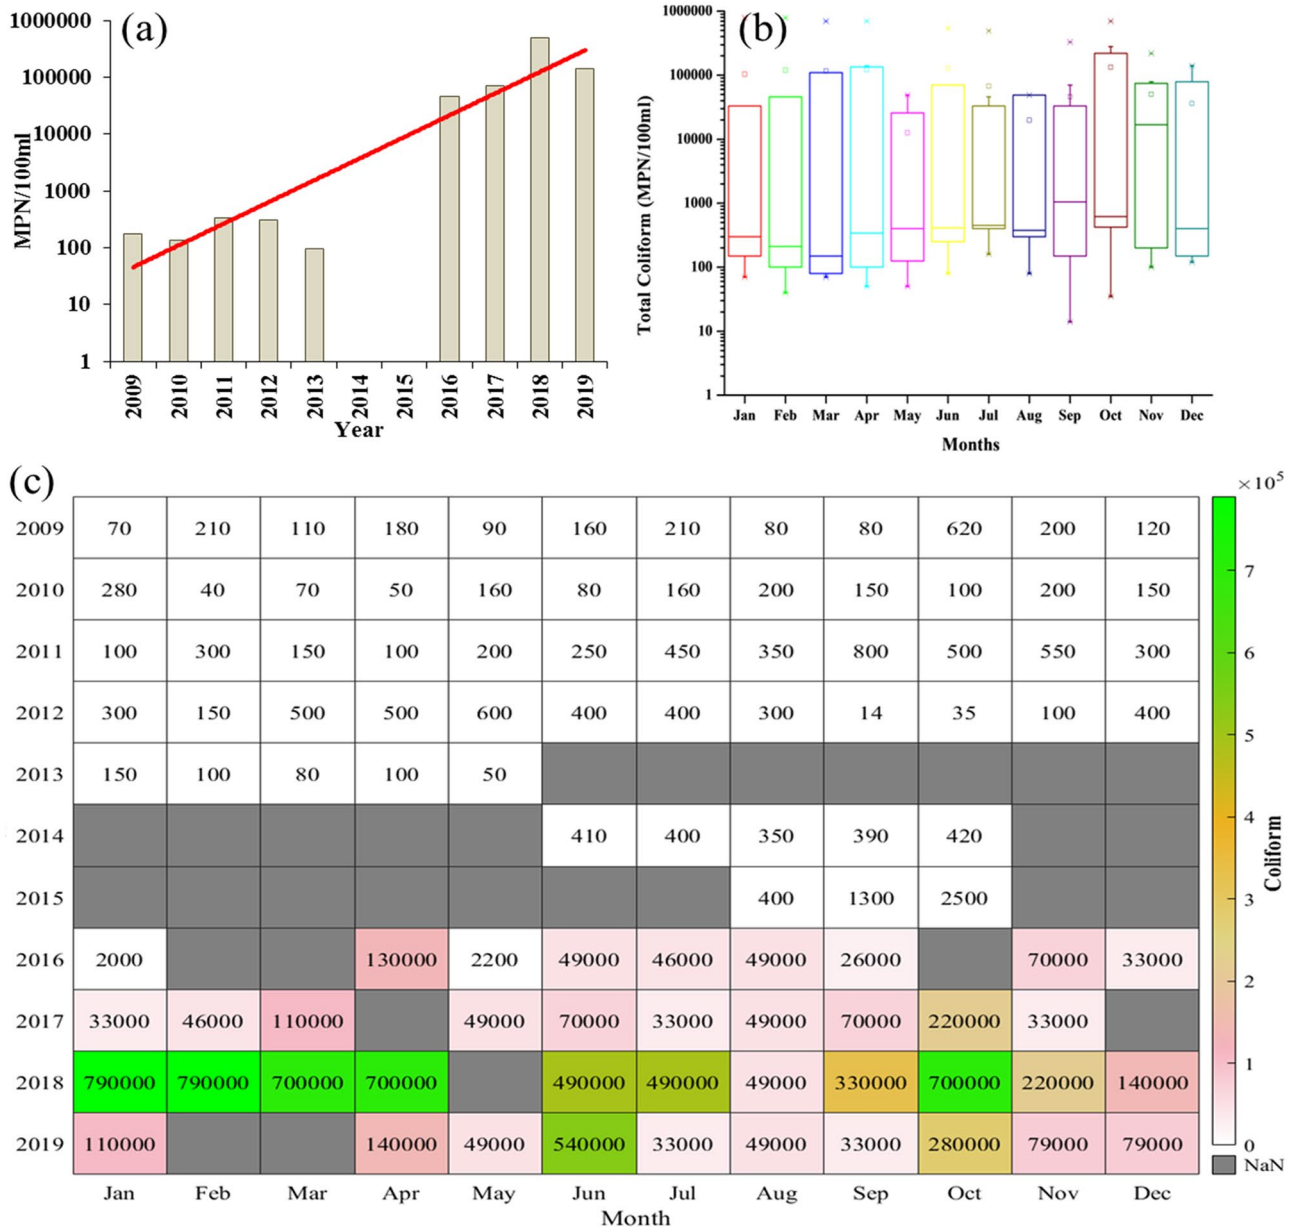 (a)
1000000
100000
10000
1000
100
10
1
MPN/100ml
2009 2010 2011 2012 2013 2014 2015 2016 2017 2018 2019
Year
(b)
1000000
100000
10000
1000
100
10
1
Total Coliform (MPN/100ml)
Jan Feb Mar Apr May Jun Jul Aug Sep Oct Nov Dec
Months
(c)
2009 70 210 110 180 90 160 210 80 80 620 200 120
2010 280 40 70 50 160 80 160 200 150 100 200 150
2011 100 300 150 100 200 250 450 350 800 500 550 300
2012 300 150 500 500 600 400 400 300 14 35 100 400
2013 150 100 80 100 50
2014 410 400 350 390 420
2015 400 1300 2500
2016 2000 130000 2200 49000 46000 49000 26000 70000 33000
2017 33000 46000 110000 49000 70000 33000 49000 70000 220000 33000
2018 790000 790000 700000 700000 490000 490000 49000 330000 700000 220000 140000
2019 110000 140000 49000 540000 33000 49000 33000 280000 79000 79000
Jan Feb Mar Apr May Jun Jul Aug Sep Oct Nov Dec
Month
×10⁵
7
6
5
4
3
2
1
0
NaN
Coliform